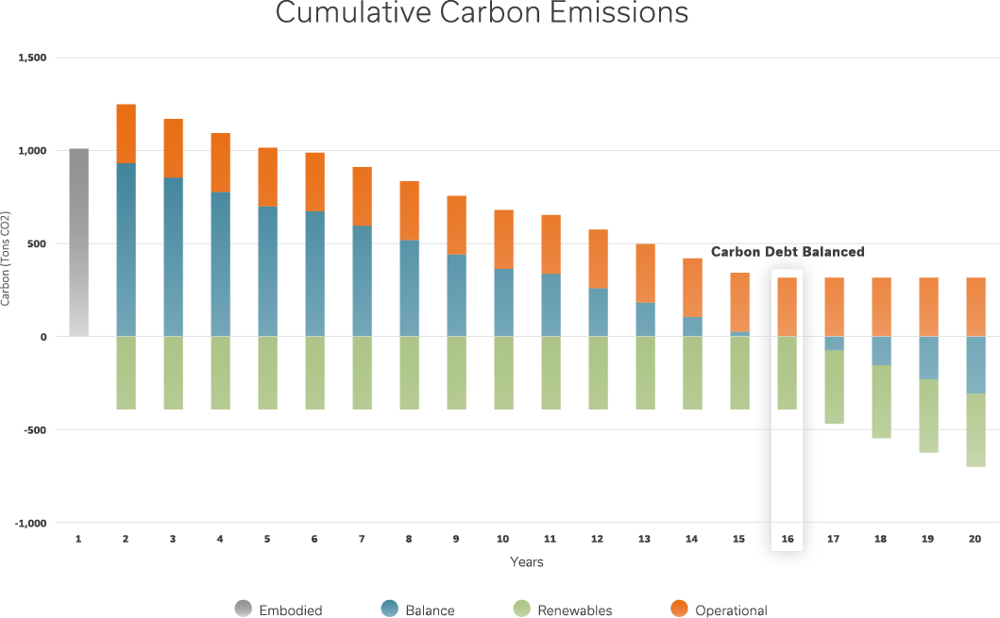 Cumulative Carbon Emissions
1,500
1,000
500
0
-500
-1,000
Carbon (Tons CO2)
Carbon Debt Balanced
1 2 3 4 5 6 7 8 9 10 11 12 13 14 15 16 17 18 19 20
Years
Embodied Balance Renewables Operational